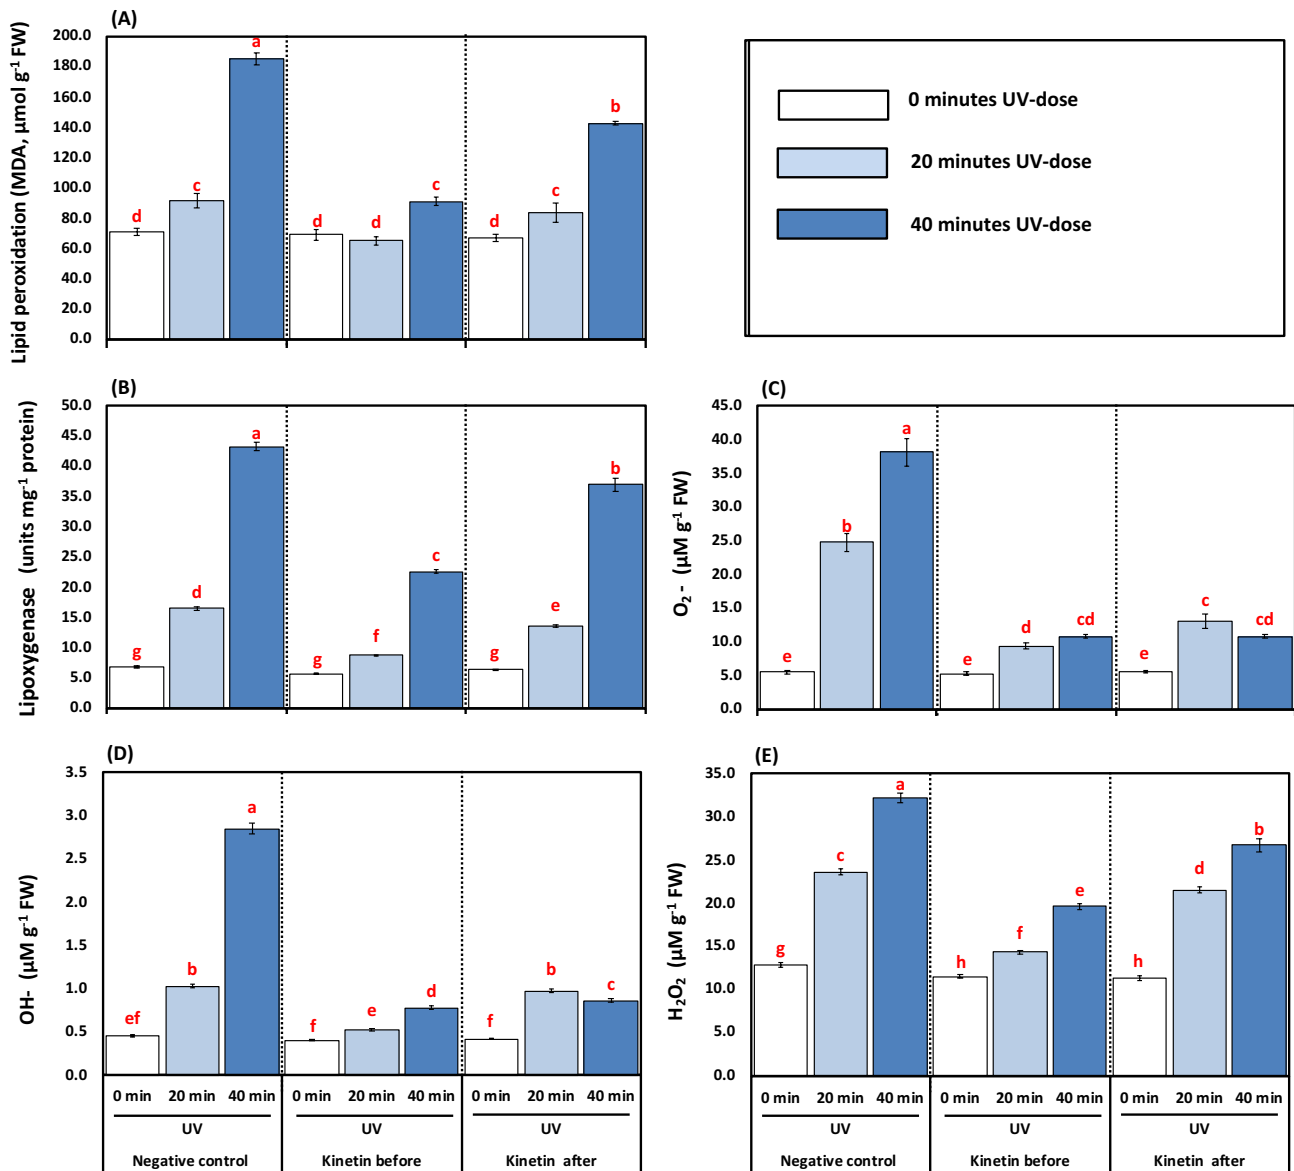 (A)
Lipid peroxidation (MDA, µmol g⁻¹ FW)
200.0
180.0
160.0
140.0
120.0
100.0
80.0
60.0
40.0
20.0
0.0
d
c
a
d
d
c
d
c
b
0 minutes UV-dose
20 minutes UV-dose
40 minutes UV-dose
(B)
Lipoxygenase (units mg⁻¹ protein)
50.0
45.0
40.0
35.0
30.0
25.0
20.0
15.0
10.0
5.0
0.0
g
d
a
g
f
c
g
e
b
(C)
O₂ - (µM g⁻¹ FW)
45.0
40.0
35.0
30.0
25.0
20.0
15.0
10.0
5.0
0.0
e
b
a
e
d
cd
e
c
cd
(D)
OH- (µM g⁻¹ FW)
3.5
3.0
2.5
2.0
1.5
1.0
0.5
0.0
ef
b
a
f
e
d
f
b
c
0 min 20 min 40 min 0 min 20 min 40 min 0 min 20 min 40 min
UV UV UV
Negative control Kinetin before Kinetin after
(E)
H₂O₂ (µM g⁻¹ FW)
35.0
30.0
25.0
20.0
15.0
10.0
5.0
0.0
g
c
a
h
f
e
h
d
b
0 min 20 min 40 min 0 min 20 min 40 min 0 min 20 min 40 min
UV UV UV
Negative control Kinetin before Kinetin after